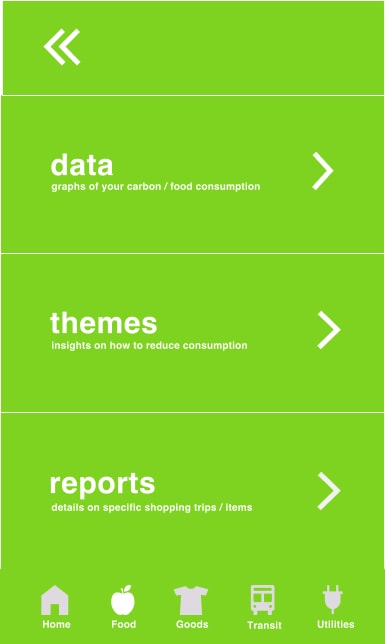 data
graphs of your carbon / food consumption
themes
insights on how to reduce consumption
reports
details on specific shopping trips / items
Home Food Goods Transit Utilities